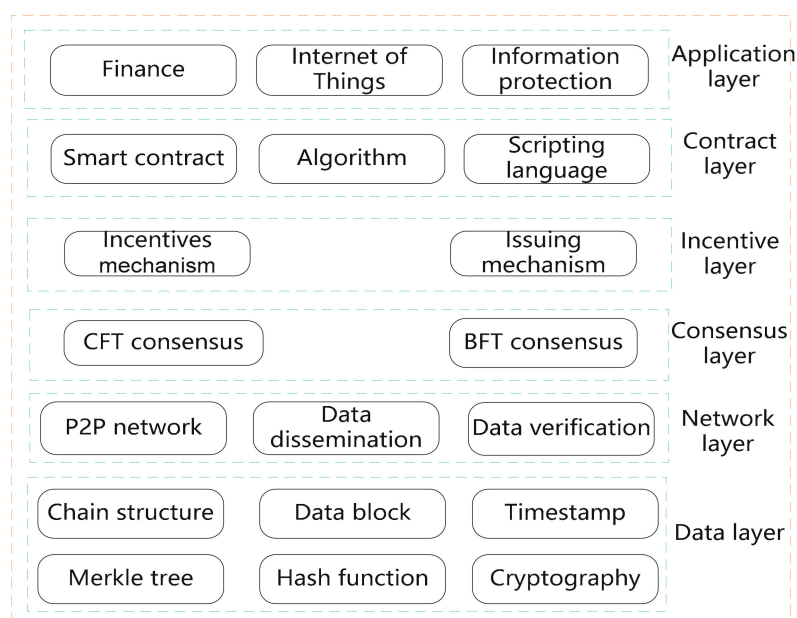 Finance
Internet of
Things
Information
protection
Application
layer
Smart contract
Algorithm
Scripting
language
Contract
layer
Incentives
mechanism
Issuing
mechanism
Incentive
layer
CFT consensus
BFT consensus
Consensus
layer
P2P network
Data
dissemination
Data verification
Network
layer
Chain structure
Data block
Timestamp
Merkle tree
Hash function
Cryptography
Data layer